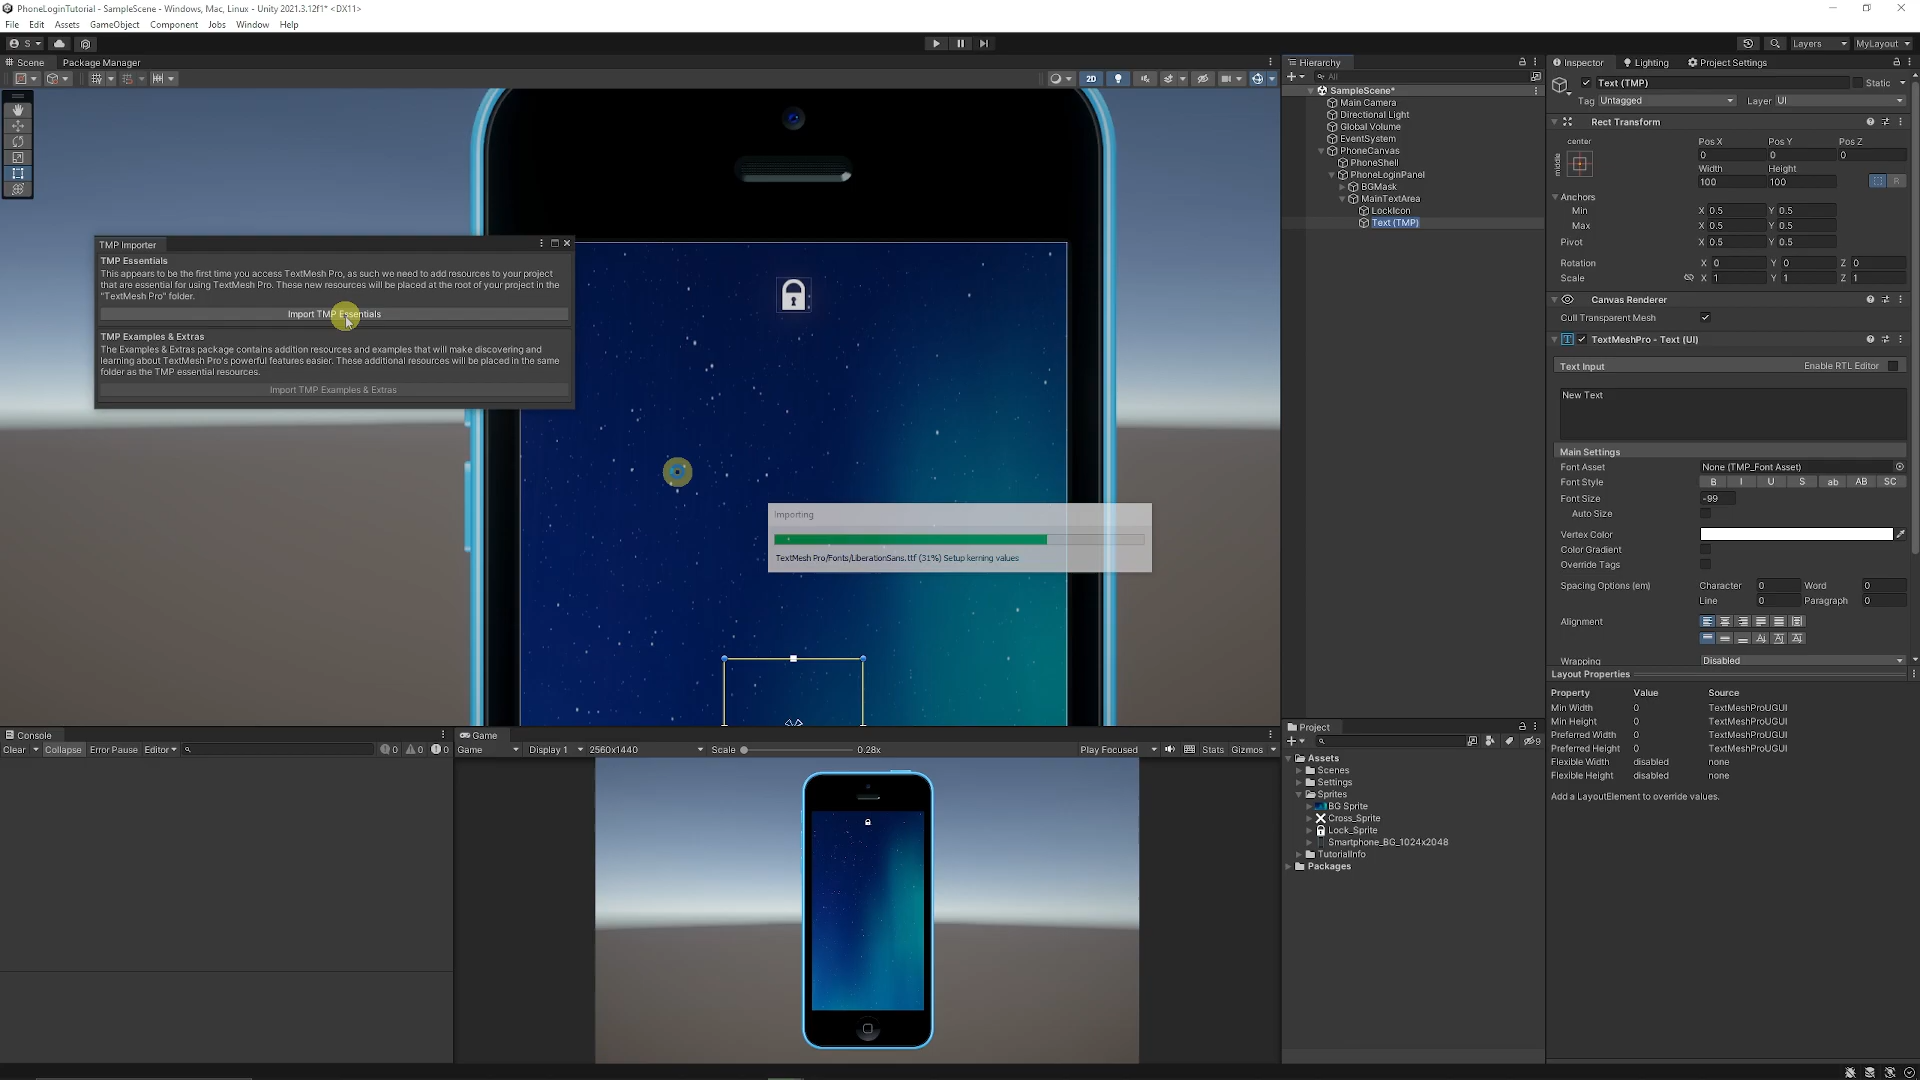 PhoneLoginTutorial - SampleScene - Windows, Mac, Linux - Unity 2021.3.12f1* <DX11>
File Edit Assets GameObject Component Jobs Window Help
S Layers MyLayout
Scene Package Manager
2D
TMP Importer
TMP Essentials
This appears to be the first time you access TextMesh Pro, as such we need to add resources to your project
that are essential for using TextMesh Pro. These new resources will be placed at the root of your project in the
"TextMesh Pro" folder.
Import TMP Essentials
TMP Examples & Extras
The Examples & Extras package contains addition resources and examples that will make discovering and
learning about TextMesh Pro's powerful features easier. These additional resources will be placed in the same
folder as the TMP essential resources.
Import TMP Examples & Extras
Importing
TextMesh Pro/Fonts/LiberationSans.ttf (31%) Setup kerning values
Hierarchy
All
SampleScene*
Main Camera
Directional Light
Global Volume
EventSystem
PhoneCanvas
PhoneShell
PhoneLoginPanel
BGMask
MainTextArea
LockIcon
Text (TMP)
Inspector Lighting Project Settings
Text (TMP) Static
Tag Untagged Layer UI
Rect Transform
center Pos X Pos Y Pos Z
middle
0 0 0
Width Height
100 100 R
Anchors
Min X 0.5 Y 0.5
Max X 0.5 Y 0.5
Pivot X 0.5 Y 0.5
Rotation X 0 Y 0 Z 0
Scale X 1 Y 1 Z 1
Canvas Renderer
Cull Transparent Mesh
TextMeshPro - Text (UI)
Text Input Enable RTL Editor
New Text
Main Settings
Font Asset None (TMP_Font Asset)
Font Style B I U S ab AB SC
Font Size -99
Auto Size
Vertex Color
Color Gradient
Override Tags
Spacing Options (em) Character 0 Word 0
Line 0 Paragraph 0
Alignment
Wrapping Disabled
Layout Properties
Property Value Source
Min Width 0 TextMeshProUGUI
Min Height 0 TextMeshProUGUI
Preferred Width 0 TextMeshProUGUI
Preferred Height 0 TextMeshProUGUI
Flexible Width disabled none
Flexible Height disabled none
Add a LayoutElement to override values.
Console
Clear Collapse Error Pause Editor 0 0 0
Game
Game Display 1 2560x1440 Scale 0.28x Play Focused Stats Gizmos
Project
9
Assets
Scenes
Settings
Sprites
BG Sprite
Cross_Sprite
Lock_Sprite
Smartphone_BG_1024x2048
TutorialInfo
Packages